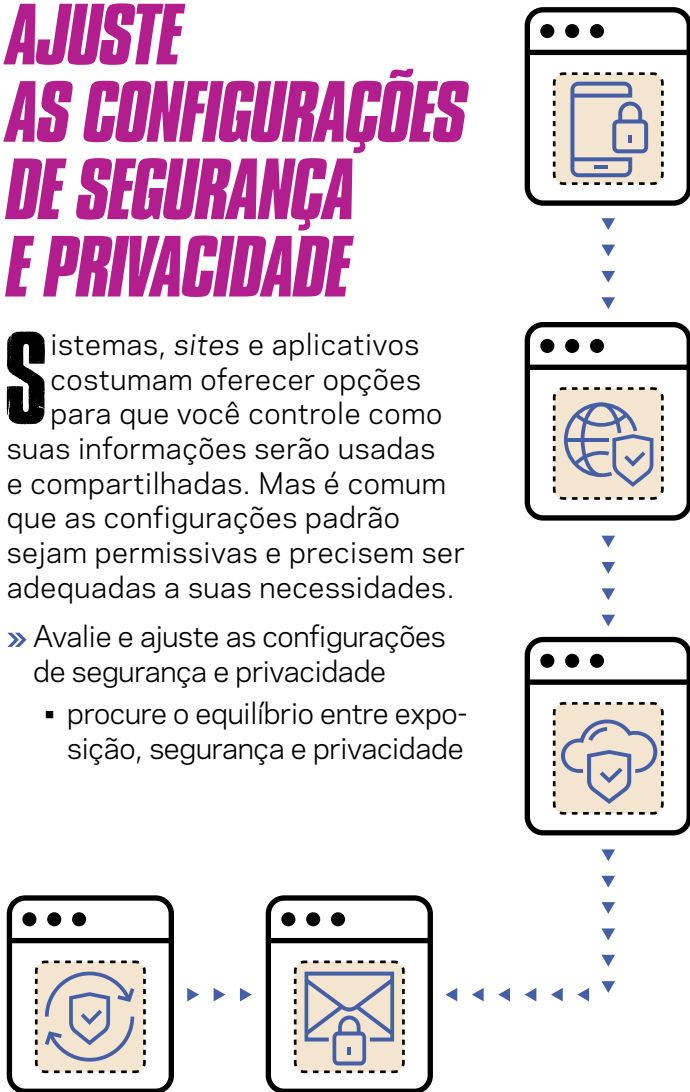 AJUSTE
AS CONFIGURAÇÕES
DE SEGURANÇA
E PRIVACIDADE
Sistemas, sites e aplicativos
costumam oferecer opções
para que você controle como
suas informações serão usadas
e compartilhadas. Mas é comum
que as configurações padrão
sejam permissivas e precisem ser
adequadas a suas necessidades.
» Avalie e ajuste as configurações
de segurança e privacidade
▪ procure o equilíbrio entre expo-
sição, segurança e privacidade